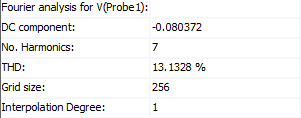 Fourier analysis for V(Probe1):
DC component: -0.080372
No. Harmonics: 7
THD: 13.1328 %
Grid size: 256
Interpolation Degree: 1